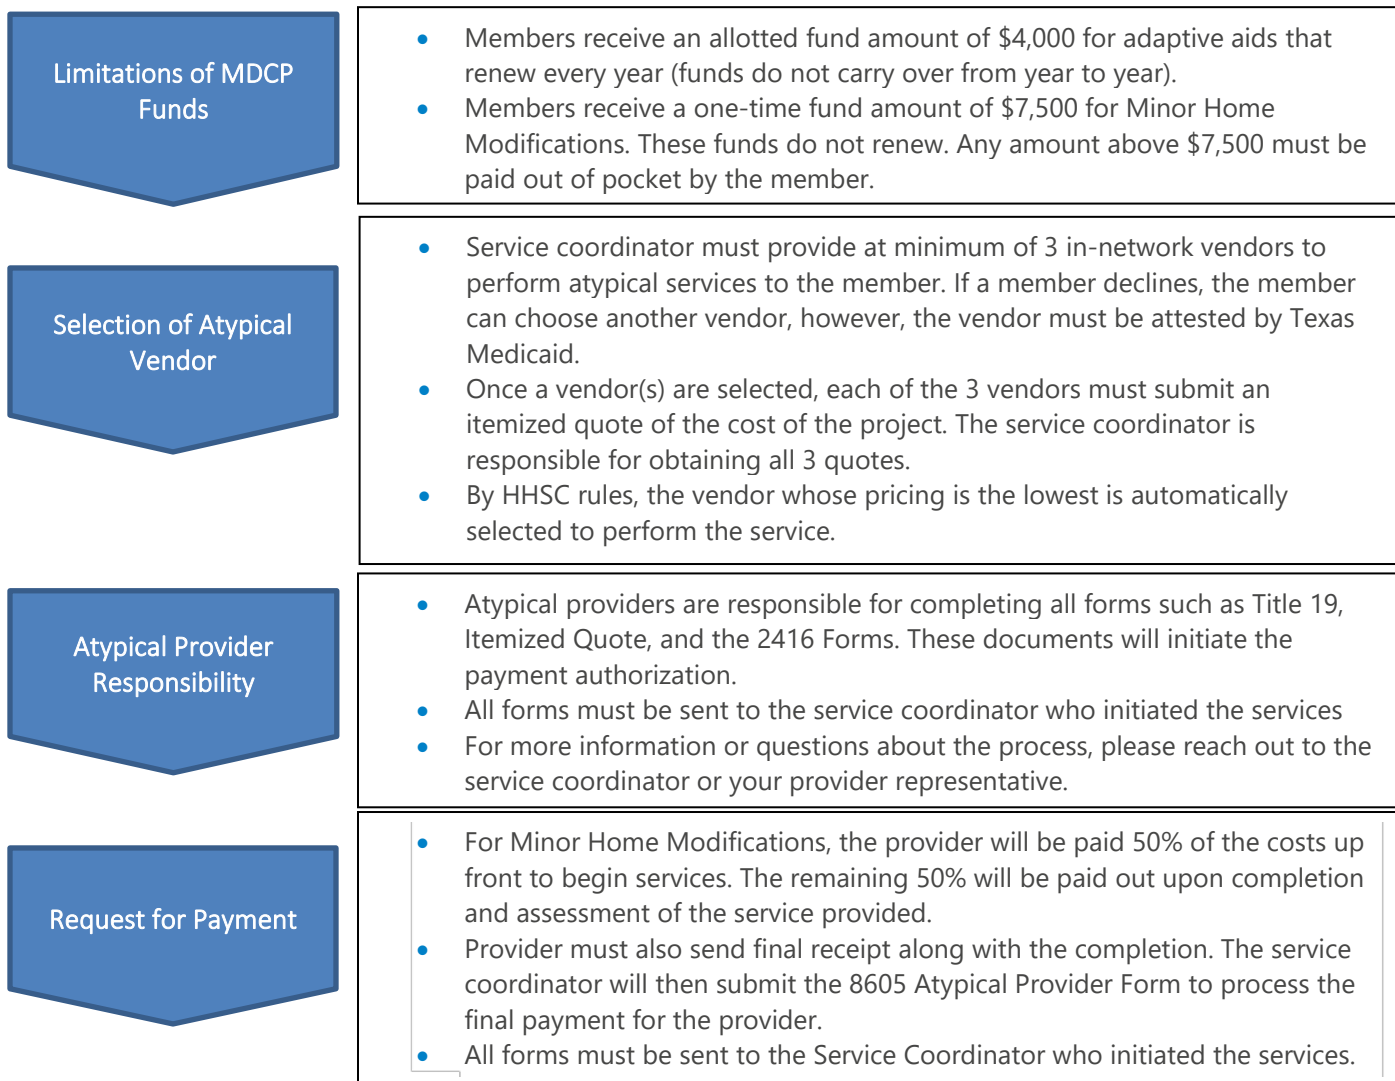 Limitations of MDCP
Funds
• Members receive an allotted fund amount of $4,000 for adaptive aids that
renew every year (funds do not carry over from year to year).
• Members receive a one-time fund amount of $7,500 for Minor Home
Modifications. These funds do not renew. Any amount above $7,500 must be
paid out of pocket by the member.
Selection of Atypical
Vendor
• Service coordinator must provide at minimum of 3 in-network vendors to
perform atypical services to the member. If a member declines, the member
can choose another vendor, however, the vendor must be attested by Texas
Medicaid.
• Once a vendor(s) are selected, each of the 3 vendors must submit an
itemized quote of the cost of the project. The service coordinator is
responsible for obtaining all 3 quotes.
• By HHSC rules, the vendor whose pricing is the lowest is automatically
selected to perform the service.
Atypical Provider
Responsibility
• Atypical providers are responsible for completing all forms such as Title 19,
Itemized Quote, and the 2416 Forms. These documents will initiate the
payment authorization.
• All forms must be sent to the service coordinator who initiated the services
• For more information or questions about the process, please reach out to the
service coordinator or your provider representative.
Request for Payment
• For Minor Home Modifications, the provider will be paid 50% of the costs up
front to begin services. The remaining 50% will be paid out upon completion
and assessment of the service provided.
• Provider must also send final receipt along with the completion. The service
coordinator will then submit the 8605 Atypical Provider Form to process the
final payment for the provider.
• All forms must be sent to the Service Coordinator who initiated the services.